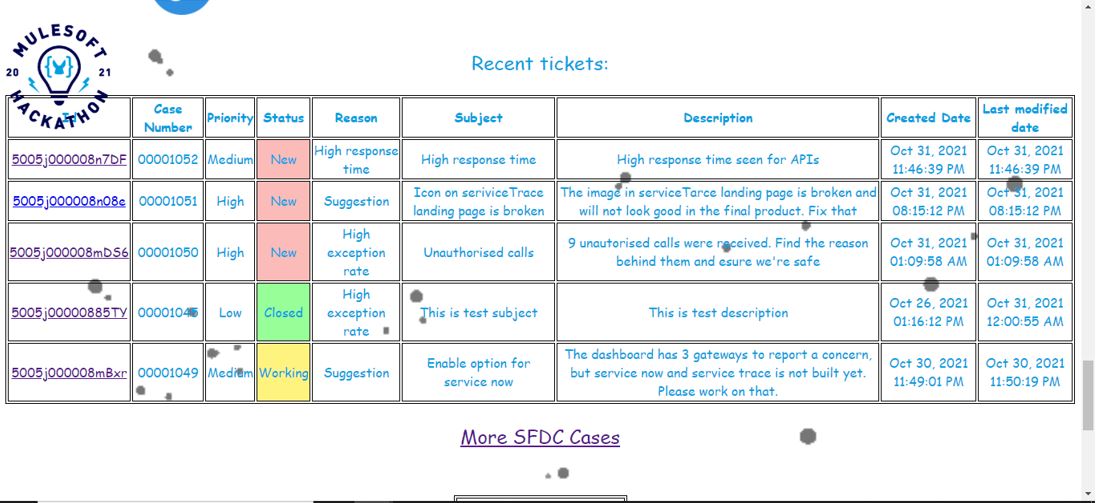 MULESOFT
20 21
HACKATHON
Recent tickets:
Id Case Number Priority Status Reason Subject Description Created Date Last modified date
5005j000008n7DF 00001052 Medium New High response time High response time High response time seen for APIs Oct 31, 2021 11:46:39 PM Oct 31, 2021 11:46:39 PM
5005j000008n08e 00001051 High New Suggestion Icon on seriviceTrace landing page is broken The image in serviceTarce landing page is broken and will not look good in the final product. Fix that Oct 31, 2021 08:15:12 PM Oct 31, 2021 08:15:12 PM
5005j000008mDS6 00001050 High New High exception rate Unauthorised calls 9 unautorised calls were received. Find the reason behind them and esure we're safe Oct 31, 2021 01:09:58 AM Oct 31, 2021 01:09:58 AM
5005j00000885TY Low Closed High exception rate This is test subject This is test description Oct 26, 2021 01:16:12 PM Oct 31, 2021 12:00:55 AM
5005j000008mBxr 00001049 Medium Working Suggestion Enable option for service now The dashboard has 3 gateways to report a concern, but service now and service trace is not built yet. Please work on that. Oct 30, 2021 11:49:01 PM Oct 30, 2021 11:50:19 PM
More SFDC Cases